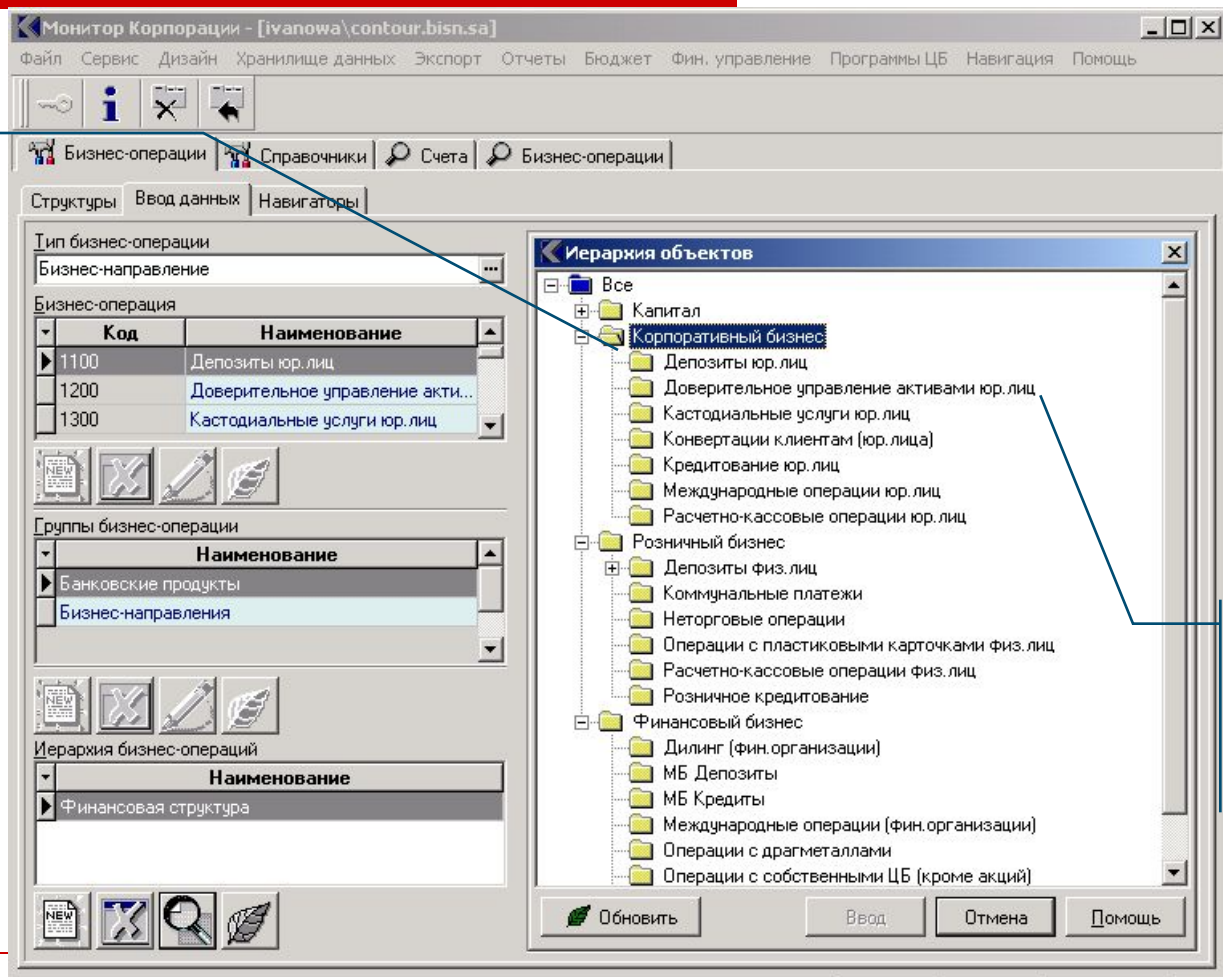 Монитор Корпорации - [ivanowa\contour.bisn.sa]
Файл Сервис Дизайн Хранилище данных Экспорт Отчеты Бюджет Фин. управление Программы ЦБ Навигация Помощь
Бизнес-операции Справочники Счета Бизнес-операции
Структуры Ввод данных Навигаторы
Тип бизнес-операции
Бизнес-направление ...
Бизнес-операция
Код Наименование
1100 Депозиты юр.лиц
1200 Доверительное управление акти...
1300 Кастодиальные услуги юр.лиц
NEW
Группы бизнес-операции
Наименование
Банковские продукты
Бизнес-направления
NEW
Иерархия бизнес-операций
Наименование
Финансовая структура
NEW
Иерархия объектов
Все
Капитал
Корпоративный бизнес
Депозиты юр.лиц
Доверительное управление активами юр.лиц
Кастодиальные услуги юр.лиц
Конвертации клиентам (юр.лица)
Кредитование юр.лиц
Международные операции юр.лиц
Расчетно-кассовые операции юр.лиц
Розничный бизнес
Депозиты физ.лиц
Коммунальные платежи
Неторговые операции
Операции с пластиковыми карточками физ.лиц
Расчетно-кассовые операции физ.лиц
Розничное кредитование
Финансовый бизнес
Дилинг (фин.организации)
МБ Депозиты
МБ Кредиты
Международные операции (фин.организации)
Операции с драгметаллами
Операции с собственными ЦБ (кроме акций)
Обновить Ввод Отмена Помощь